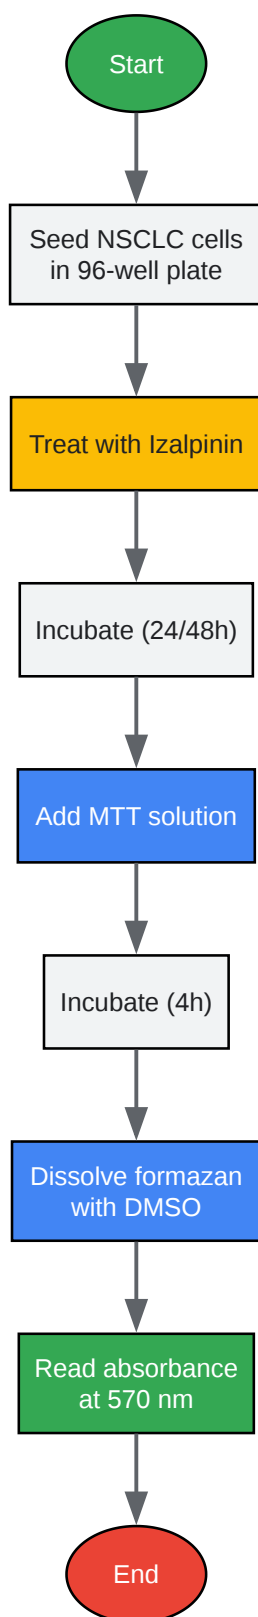 Start
Seed NSCLC cells
in 96-well plate
Treat with Izalpinin
Incubate (24/48h)
Add MTT solution
Incubate (4h)
Dissolve formazan
with DMSO
Read absorbance
at 570 nm
End